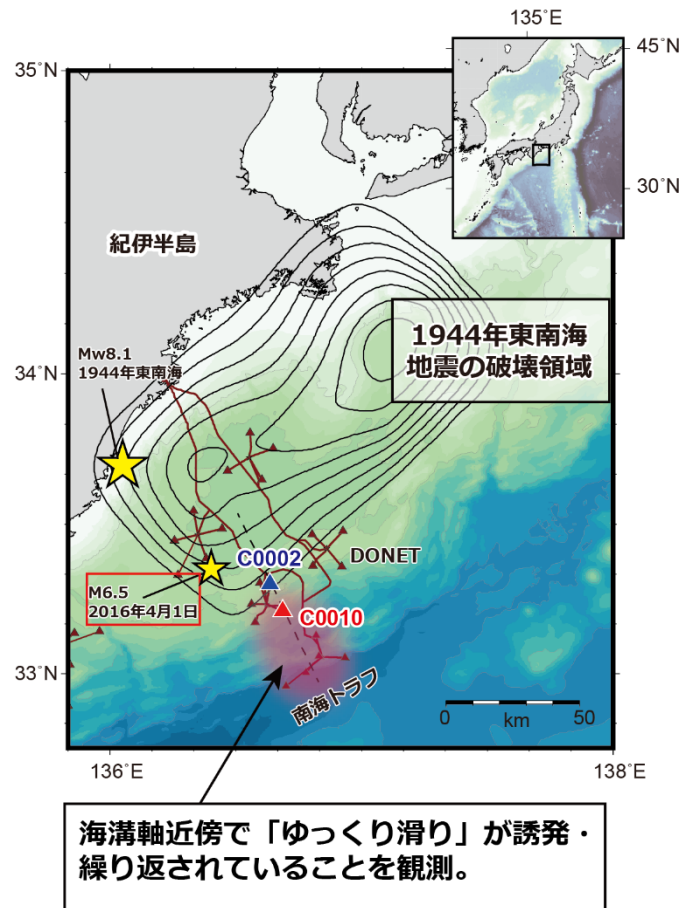 135°E
45°N
35°N
30°N
紀伊半島
1944年東南海
地震の破壊領域
Mw8.1
1944年東南海
34°N
C0002
DONET
M6.5
2016年4月1日
C0010
33°N
南海トラフ
0 50
km
136°E
138°E
海溝軸近傍で「ゆっくり滑り」が誘発・
繰り返されていることを観測。